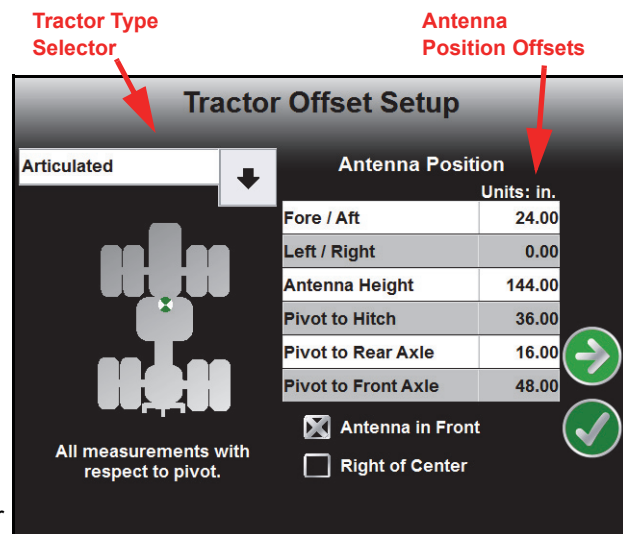 Tractor Type
Selector
Antenna
Position Offsets
Tractor Offset Setup
Articulated
Antenna Position
Units: in.
Fore / Aft 24.00
Left / Right 0.00
Antenna Height 144.00
Pivot to Hitch 36.00
Pivot to Rear Axle 16.00
Pivot to Front Axle 48.00
Antenna in Front
Right of Center
All measurements with
respect to pivot.
r